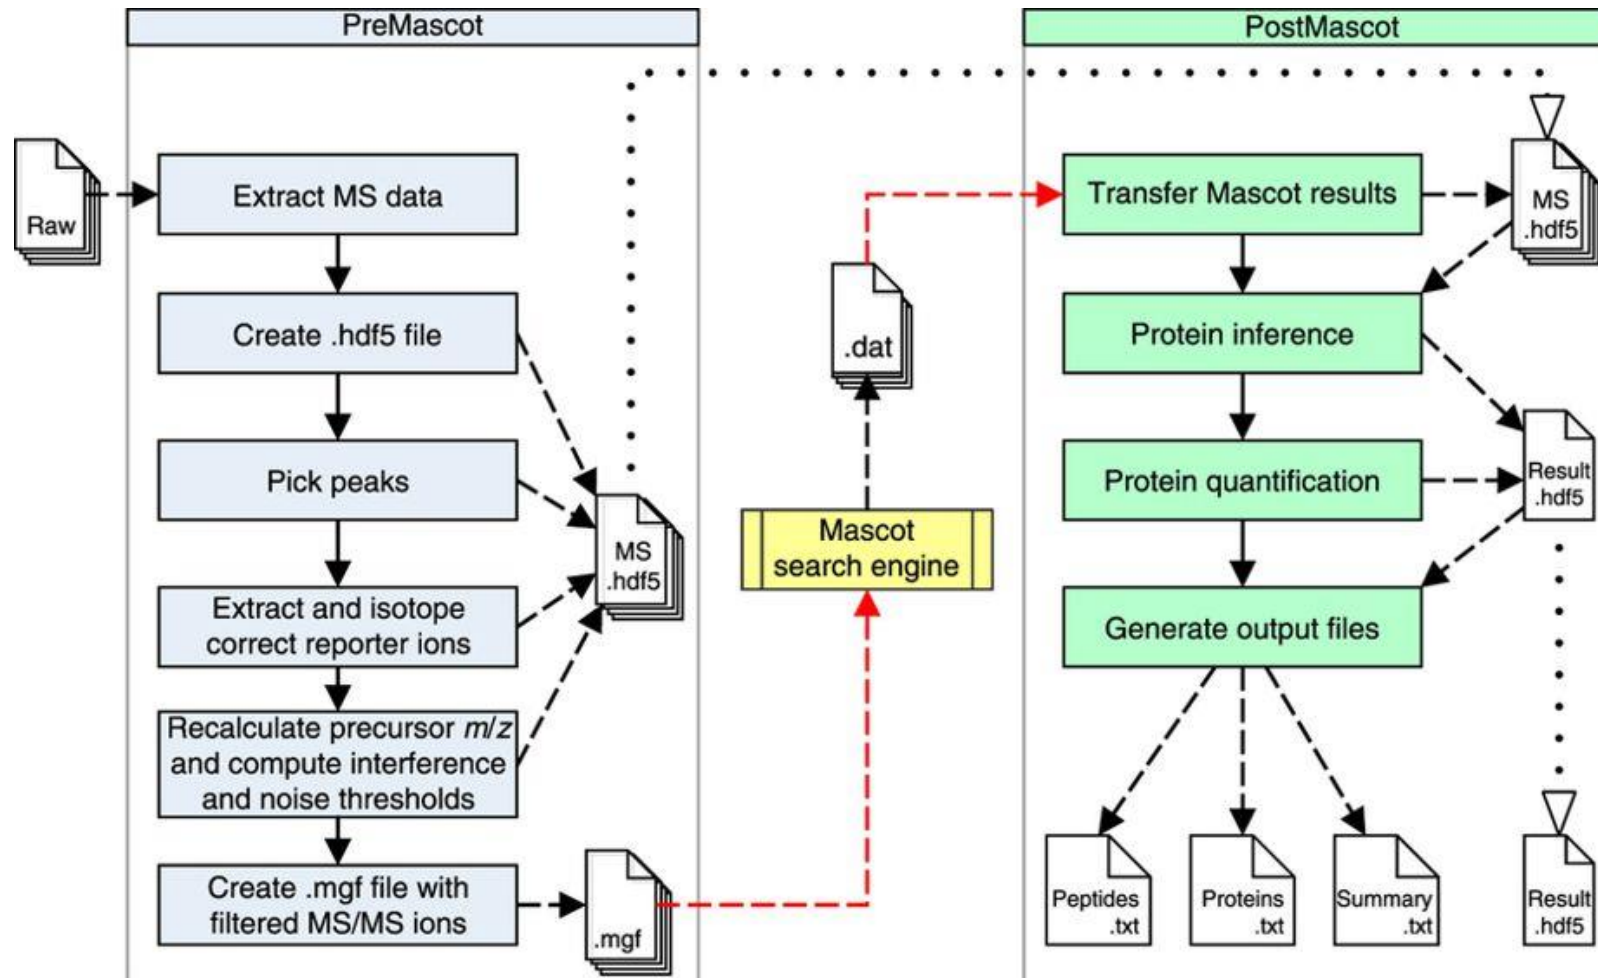 PreMascot
PostMascot
Raw
Extract MS data
Create .hdf5 file
Pick peaks
Extract and isotope
correct reporter ions
Recalculate precursor m/z
and compute interference
and noise thresholds
Create .mgf file with
filtered MS/MS ions
MS
.hdf5
.mgf
Mascot
search engine
.dat
Transfer Mascot results
MS
.hdf5
Protein inference
Protein quantification
Result
.hdf5
Generate output files
Peptides
.txt
Proteins
.txt
Summary
.txt
Result
.hdf5